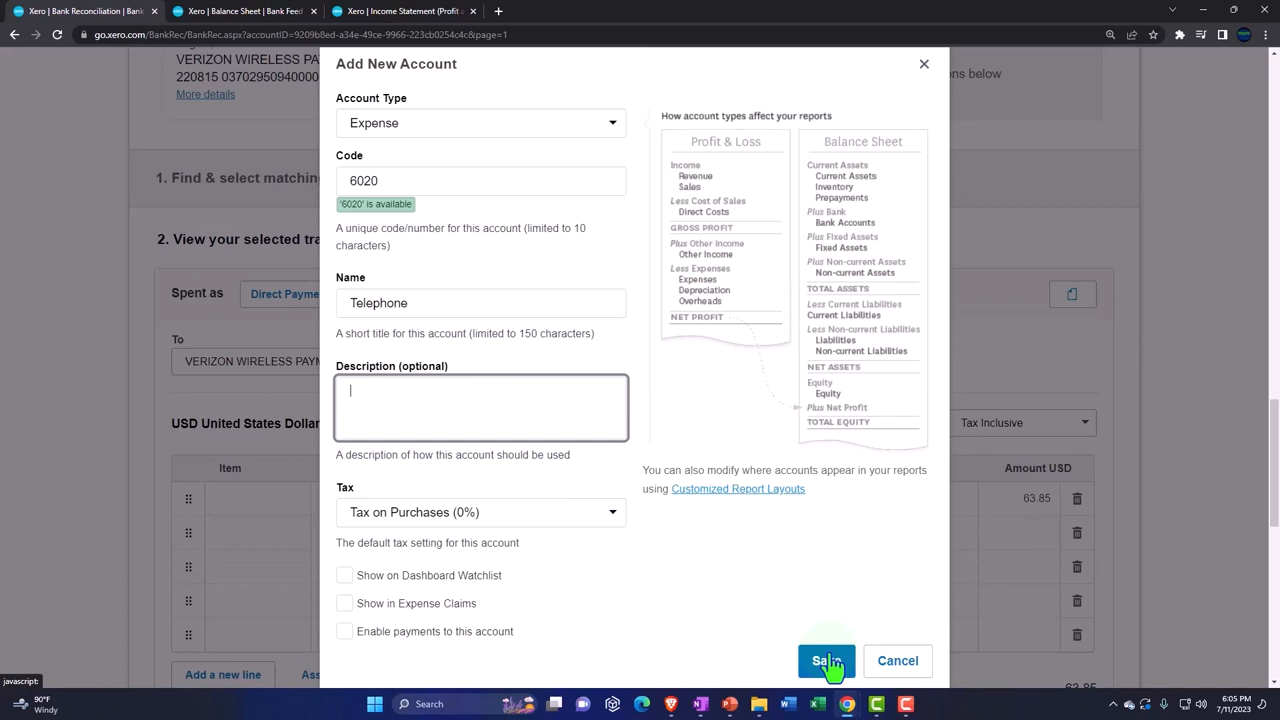 Xero | Bank Reconciliation | Bank
Xero | Balance Sheet | Bank Feed
Xero | Income Statement (Profit
go.xero.com/BankRec/BankRec.aspx?accountID=9209b8ed-a34e-49ce-9966-223cb0254c4c&page=1
VERIZON WIRELESS PAY
220815.03702950940003
More details
ons below
1. Find & select matching
2. View your selected tra
Spent as
Direct Payme
To
VERIZON WIRELESS PAYM
USD United States Dollar
Tax Inclusive
Item
Amount USD
63.85
Add a new line
Ass
63.85
Add New Account
Account Type
Expense
Code
6020
'6020' is available
A unique code/number for this account (limited to 10
characters)
Name
Telephone
A short title for this account (limited to 150 characters)
Description (optional)
A description of how this account should be used
Tax
Tax on Purchases (0%)
The default tax setting for this account
Show on Dashboard Watchlist
Show in Expense Claims
Enable payments to this account
How account types affect your reports
Profit & Loss
Income
Revenue
Sales
Less Cost of Sales
Direct Costs
GROSS PROFIT
Plus Other Income
Other Income
Less Expenses
Expenses
Depreciation
Overheads
NET PROFIT
Balance Sheet
Current Assets
Current Assets
Inventory
Prepayments
Plus Bank
Bank Accounts
Plus Fixed Assets
Fixed Assets
Plus Non-current Assets
Non-current Assets
TOTAL ASSETS
Less Current Liabilities
Current Liabilities
Less Non-current Liabilities
Liabilities
Non-current Liabilities
NET ASSETS
Equity
Equity
Plus Net Profit
TOTAL EQUITY
You can also modify where accounts appear in your reports
using Customized Report Layouts
Save
Cancel
javascript:
90°F
Windy
Search
6:05 PM
7/11/2023